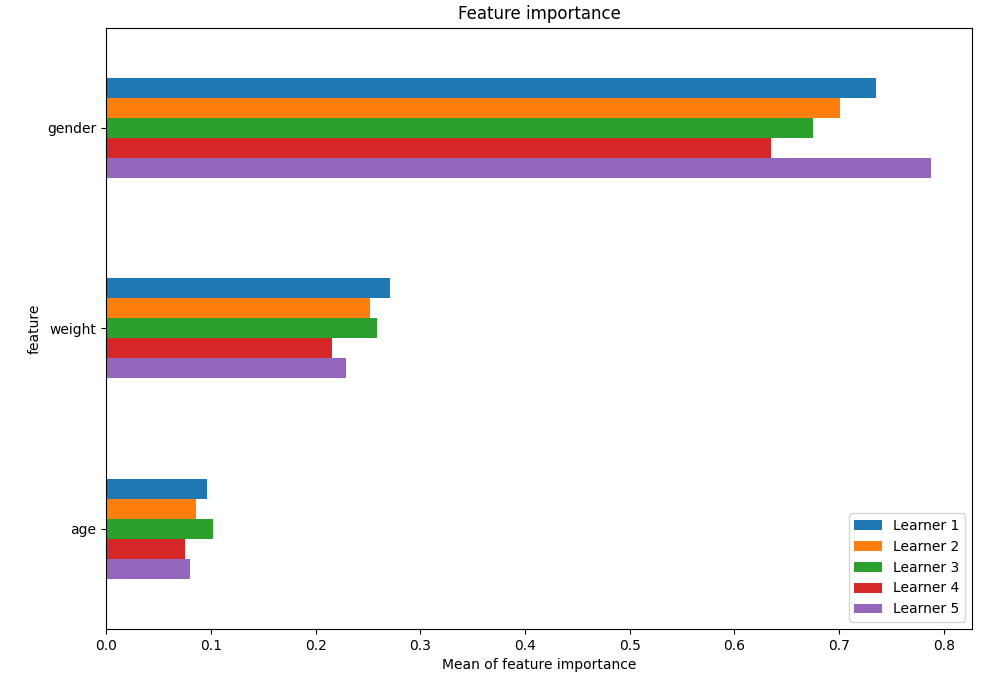 Feature importance
gender
weight
age
feature
Learner 1
Learner 2
Learner 3
Learner 4
Learner 5
0.0 0.1 0.2 0.3 0.4 0.5 0.6 0.7 0.8
Mean of feature importance